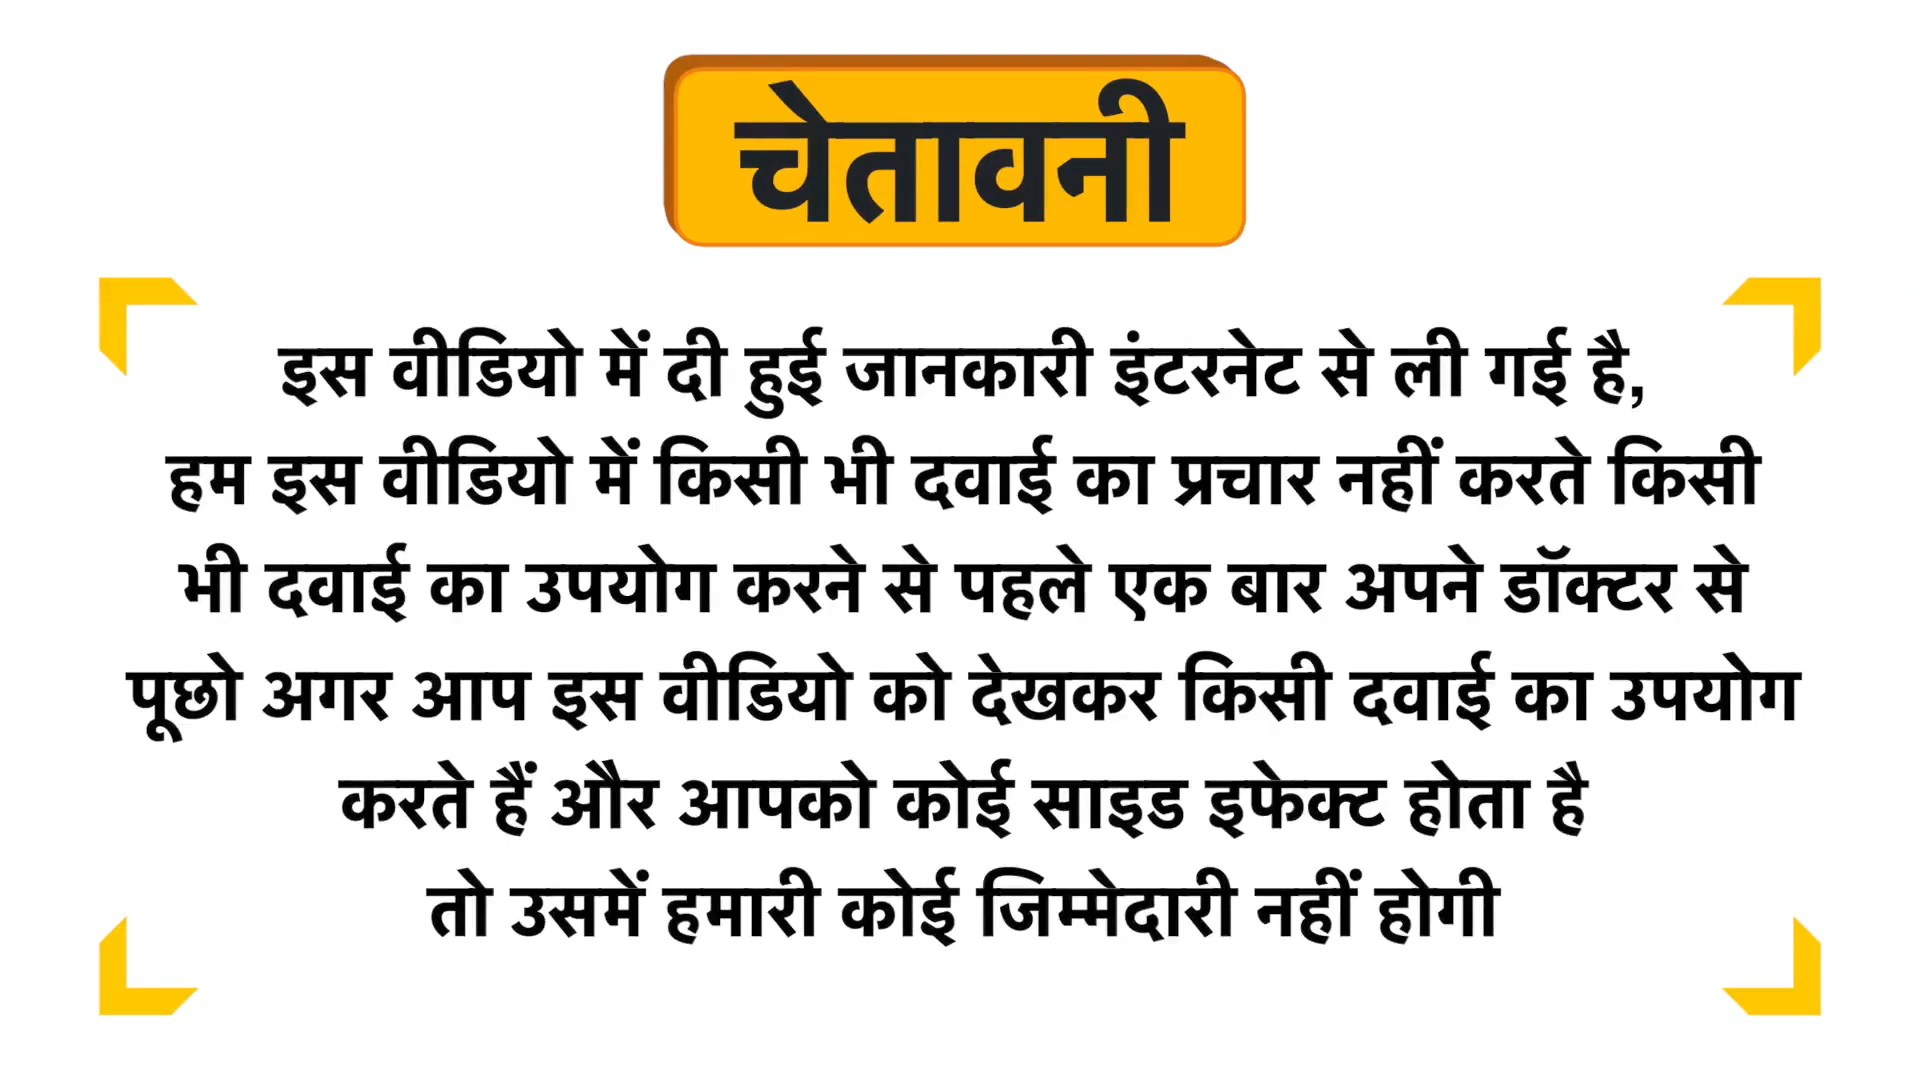 चेतावनी
इस वीडियो में दी हुई जानकारी इंटरनेट से ली गई है,
हम इस वीडियो में किसी भी दवाई का प्रचार नहीं करते किसी
भी दवाई का उपयोग करने से पहले एक बार अपने डॉक्टर से
पूछो अगर आप इस वीडियो को देखकर किसी दवाई का उपयोग
करते हैं और आपको कोई साइड इफेक्ट होता है
तो उसमें हमारी कोई जिम्मेदारी नहीं होगी